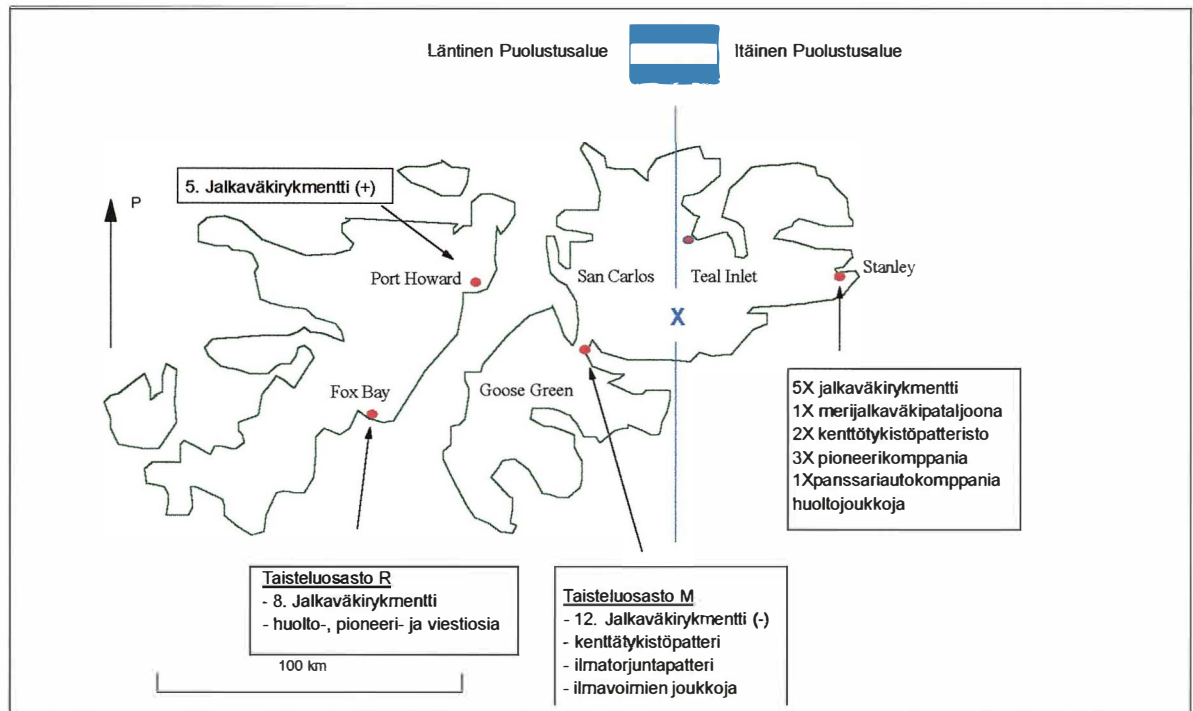 Läntinen Puolustusalue
Itäinen Puolustusalue
5. Jalkaväkirykmentti (+)
P
Port Howard
San Carlos
Teal Inlet
Stanley
X
Fox Bay
Goose Green
5X jalkaväkirykmentti
1X merijalkaväkipataljoona
2X kenttötykistöpatteristo
3X pioneerikomppania
1Xpanssariautokomppania
huoltojoukkoja
Taisteluosasto R
- 8. Jalkaväkirykmentti
- huolto-, pioneeri- ja viestiosia
Taisteluosasto M
- 12. Jalkaväkirykmentti (-)
- kenttätykistöpatteri
- ilmatorjuntapatteri
- ilmavoimien joukkoja
100 km